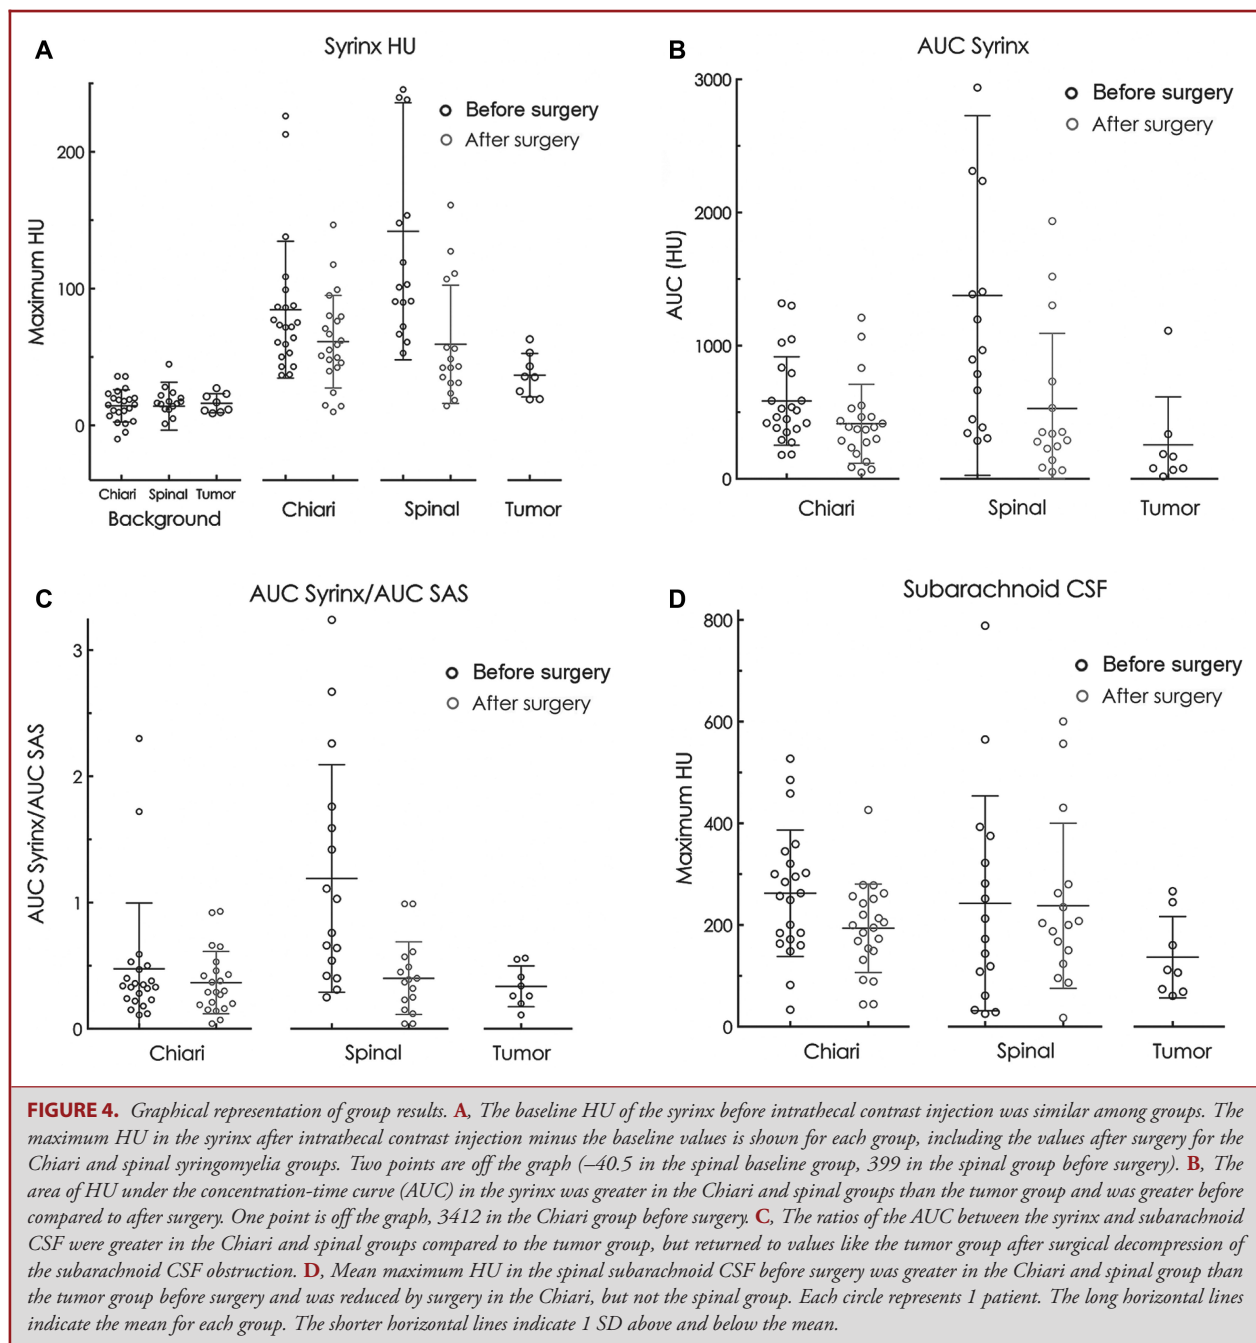 A
Syrinx HU
Before surgery
After surgery
Maximum HU
200
100
0
Chiari Spinal Tumor
Background
Chiari Spinal Tumor
B
AUC Syrinx
Before surgery
After surgery
AUC (HU)
3000
2000
1000
0
Chiari Spinal Tumor
C
AUC Syrinx/AUC SAS
Before surgery
After surgery
AUC Syrinx/AUC SAS
3
2
1
0
Chiari Spinal Tumor
D
Subarachnoid CSF
Before surgery
After surgery
Maximum HU
800
600
400
200
0
Chiari Spinal Tumor
FIGURE 4. Graphical representation of group results. A, The baseline HU of the syrinx before intrathecal contrast injection was similar among groups. The
maximum HU in the syrinx after intrathecal contrast injection minus the baseline values is shown for each group, including the values after surgery for the
Chiari and spinal syringomyelia groups. Two points are off the graph (–40.5 in the spinal baseline group, 399 in the spinal group before surgery). B, The
area of HU under the concentration-time curve (AUC) in the syrinx was greater in the Chiari and spinal groups than the tumor group and was greater before
compared to after surgery. One point is off the graph, 3412 in the Chiari group before surgery. C, The ratios of the AUC between the syrinx and subarachnoid
CSF were greater in the Chiari and spinal groups compared to the tumor group, but returned to values like the tumor group after surgical decompression of
the subarachnoid CSF obstruction. D, Mean maximum HU in the spinal subarachnoid CSF before surgery was greater in the Chiari and spinal group than
the tumor group before surgery and was reduced by surgery in the Chiari, but not the spinal group. Each circle represents 1 patient. The long horizontal lines
indicate the mean for each group. The shorter horizontal lines indicate 1 SD above and below the mean.